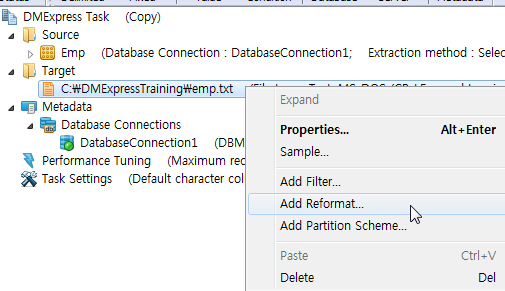 DMExpress Task (Copy)
Source
Emp (Database Connection : DatabaseConnection1; Extraction method : Selec
Target
C:₩DMExpressTraining₩emp.txt
Metadata
Database Connections
DatabaseConnection1 (DBM
Performance Tuning (Maximum rec
Task Settings (Default character col
Expand
Properties... Alt+Enter
Sample...
Add Filter...
Add Reformat...
Add Partition Scheme...
Paste Ctrl+V
Delete Del